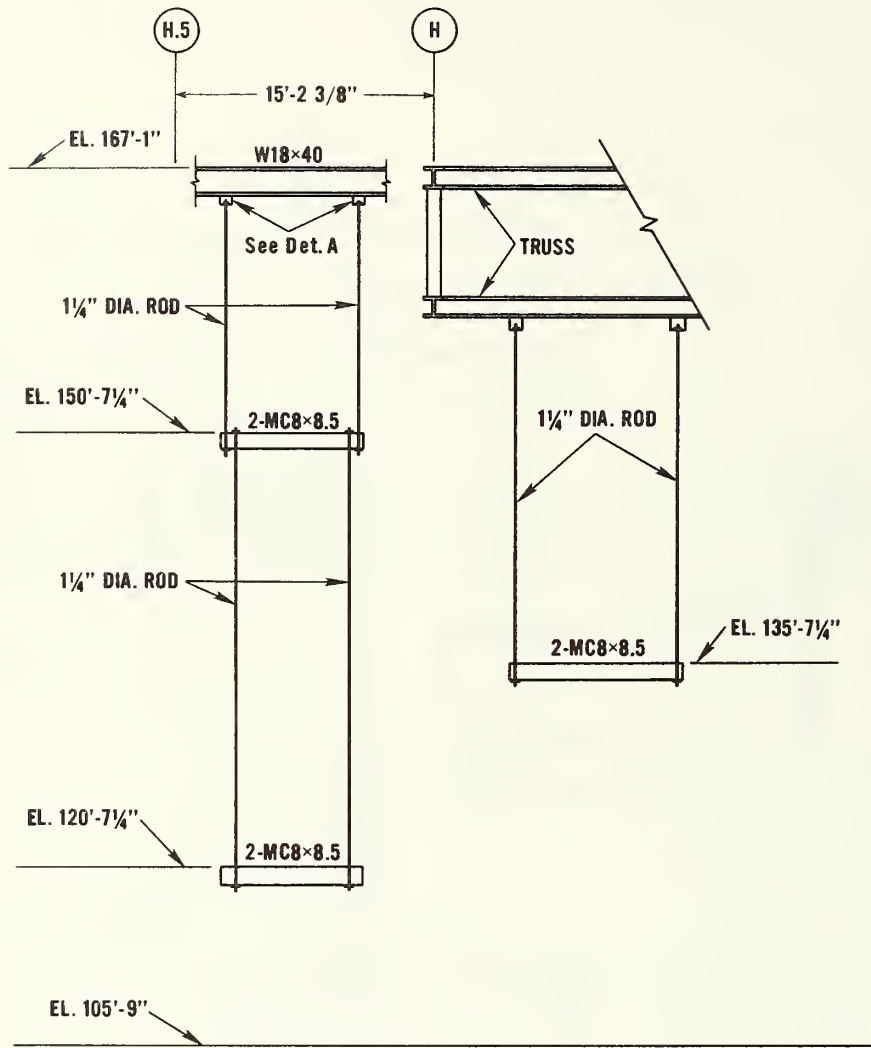 H.5
H
15'-2 3/8"
EL. 167'-1"
W18×40
See Det. A
TRUSS
1¼" DIA. ROD
EL. 150'-7¼"
2-MC8×8.5
1¼" DIA. ROD
1¼" DIA. ROD
EL. 135'-7¼"
2-MC8×8.5
EL. 120'-7¼"
2-MC8×8.5
EL. 105'-9"